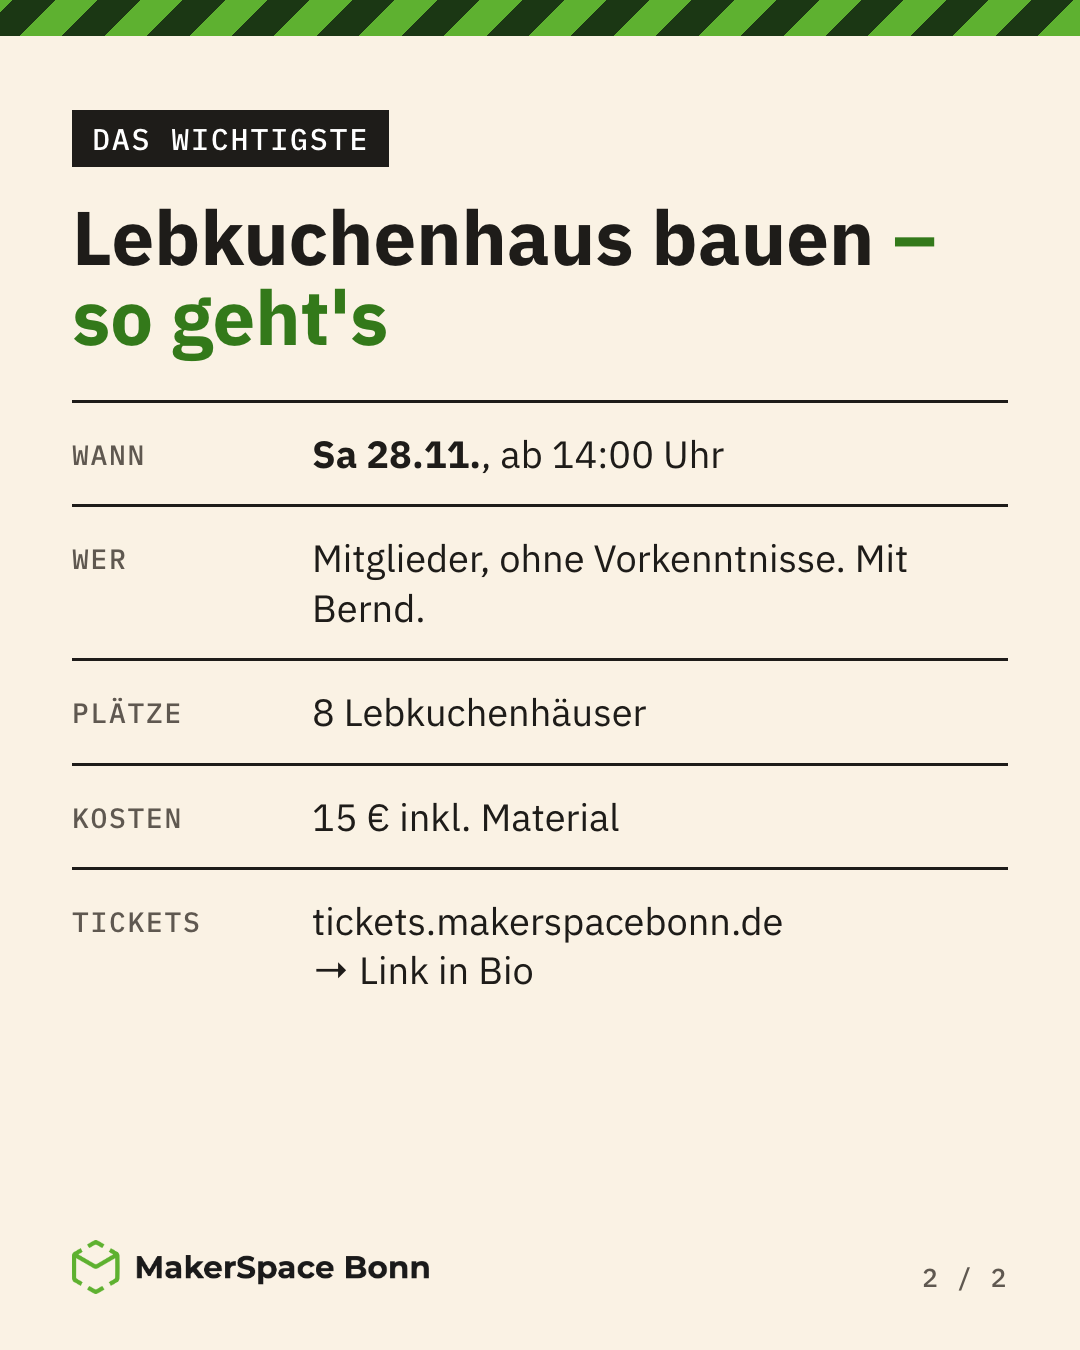 DAS WICHTIGSTE
Lebkuchenhaus bauen –
so geht's
WANN
Sa 28.11., ab 14:00 Uhr
WER
Mitglieder, ohne Vorkenntnisse. Mit
Bernd.
PLÄTZE
8 Lebkuchenhäuser
KOSTEN
15 € inkl. Material
TICKETS
tickets.makerspacebonn.de
→ Link in Bio
MakerSpace Bonn
2 / 2